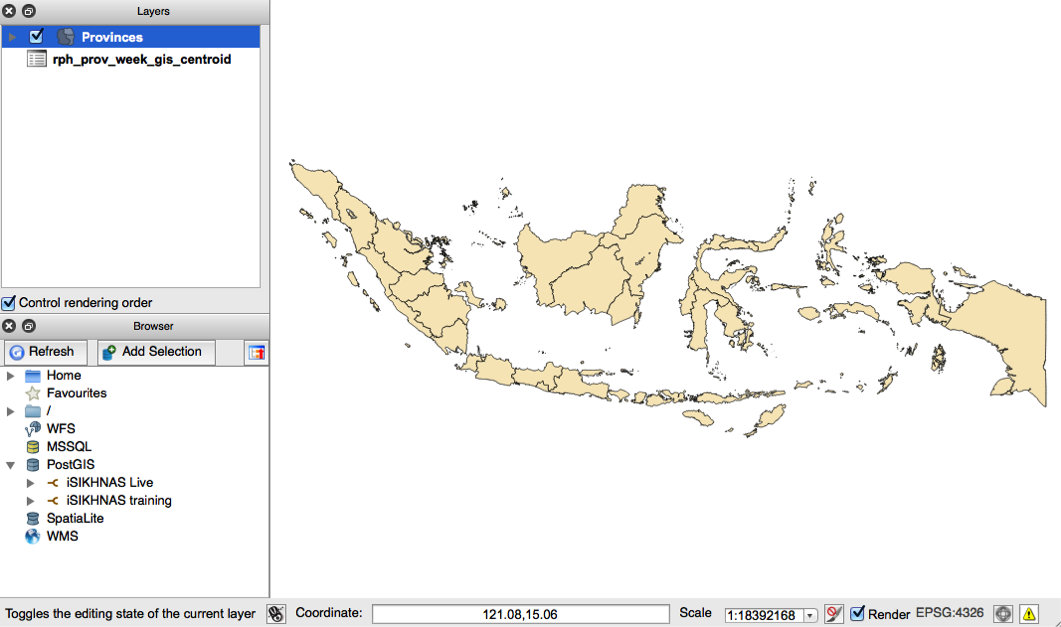 Layers
Provinces
rph_prov_week_gis_centroid
Control rendering order
Browser
Refresh Add Selection
Home
Favourites
/
WFS
MSSQL
PostGIS
iSIKHNAS Live
iSIKHNAS training
SpatiaLite
WMS
Toggles the editing state of the current layer Coordinate: 121.08,15.06 Scale 1:18392168 Render EPSG:4326